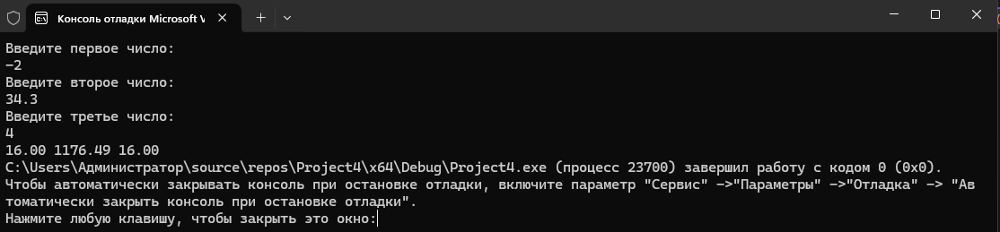 Консоль отладки Microsoft V
Введите первое число:
-2
Введите второе число:
34.3
Введите третье число:
4
16.00 1176.49 16.00
C:\Users\Администратор\source\repos\Project4\x64\Debug\Project4.exe (процесс 23700) завершил работу с кодом 0 (0x0).
Чтобы автоматически закрывать консоль при остановке отладки, включите параметр "Сервис" ->"Параметры" ->"Отладка" -> "Ав
томатически закрыть консоль при остановке отладки".
Нажмите любую клавишу, чтобы закрыть это окно: